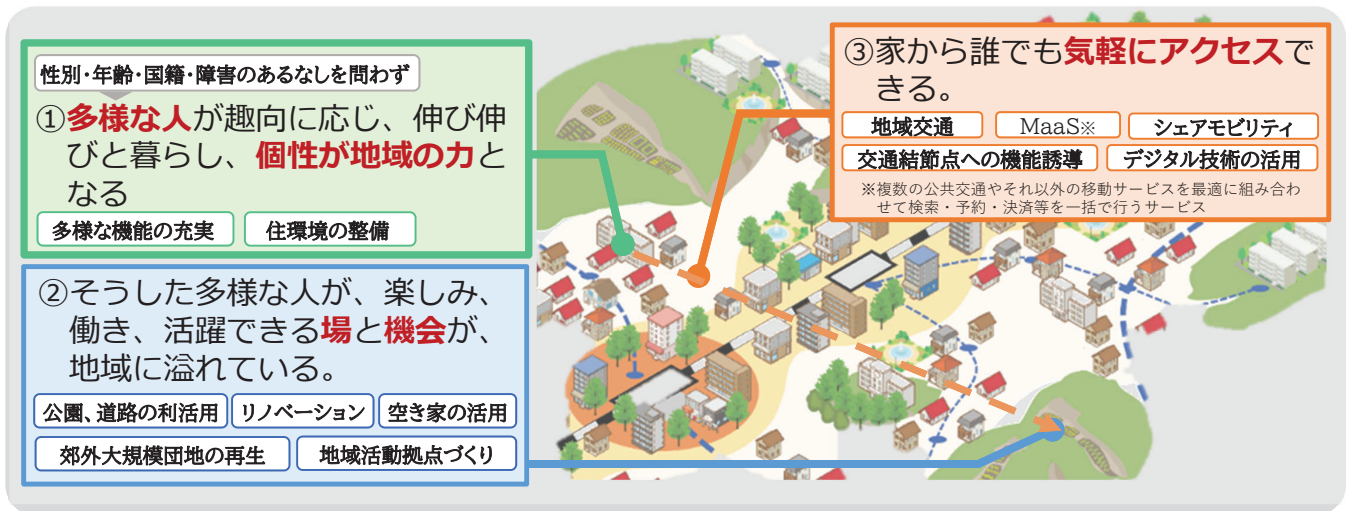 性別・年齢・国籍・障害のあるなしを問わず
①多様な人が趣向に応じ、伸び伸
びと暮らし、個性が地域の力と
なる
多様な機能の充実
住環境の整備
②そうした多様な人が、楽しみ、
働き、活躍できる場と機会が、
地域に溢れている。
公園、道路の利活用
リノベーション
空き家の活用
郊外大規模団地の再生
地域活動拠点づくり
③家から誰でも気軽にアクセスで
きる。
地域交通
MaaS※
シェアモビリティ
交通結節点への機能誘導
デジタル技術の活用
※複数の公共交通やそれ以外の移動サービスを最適に組み合わ
せて検索・予約・決済等を一括で行うサービス